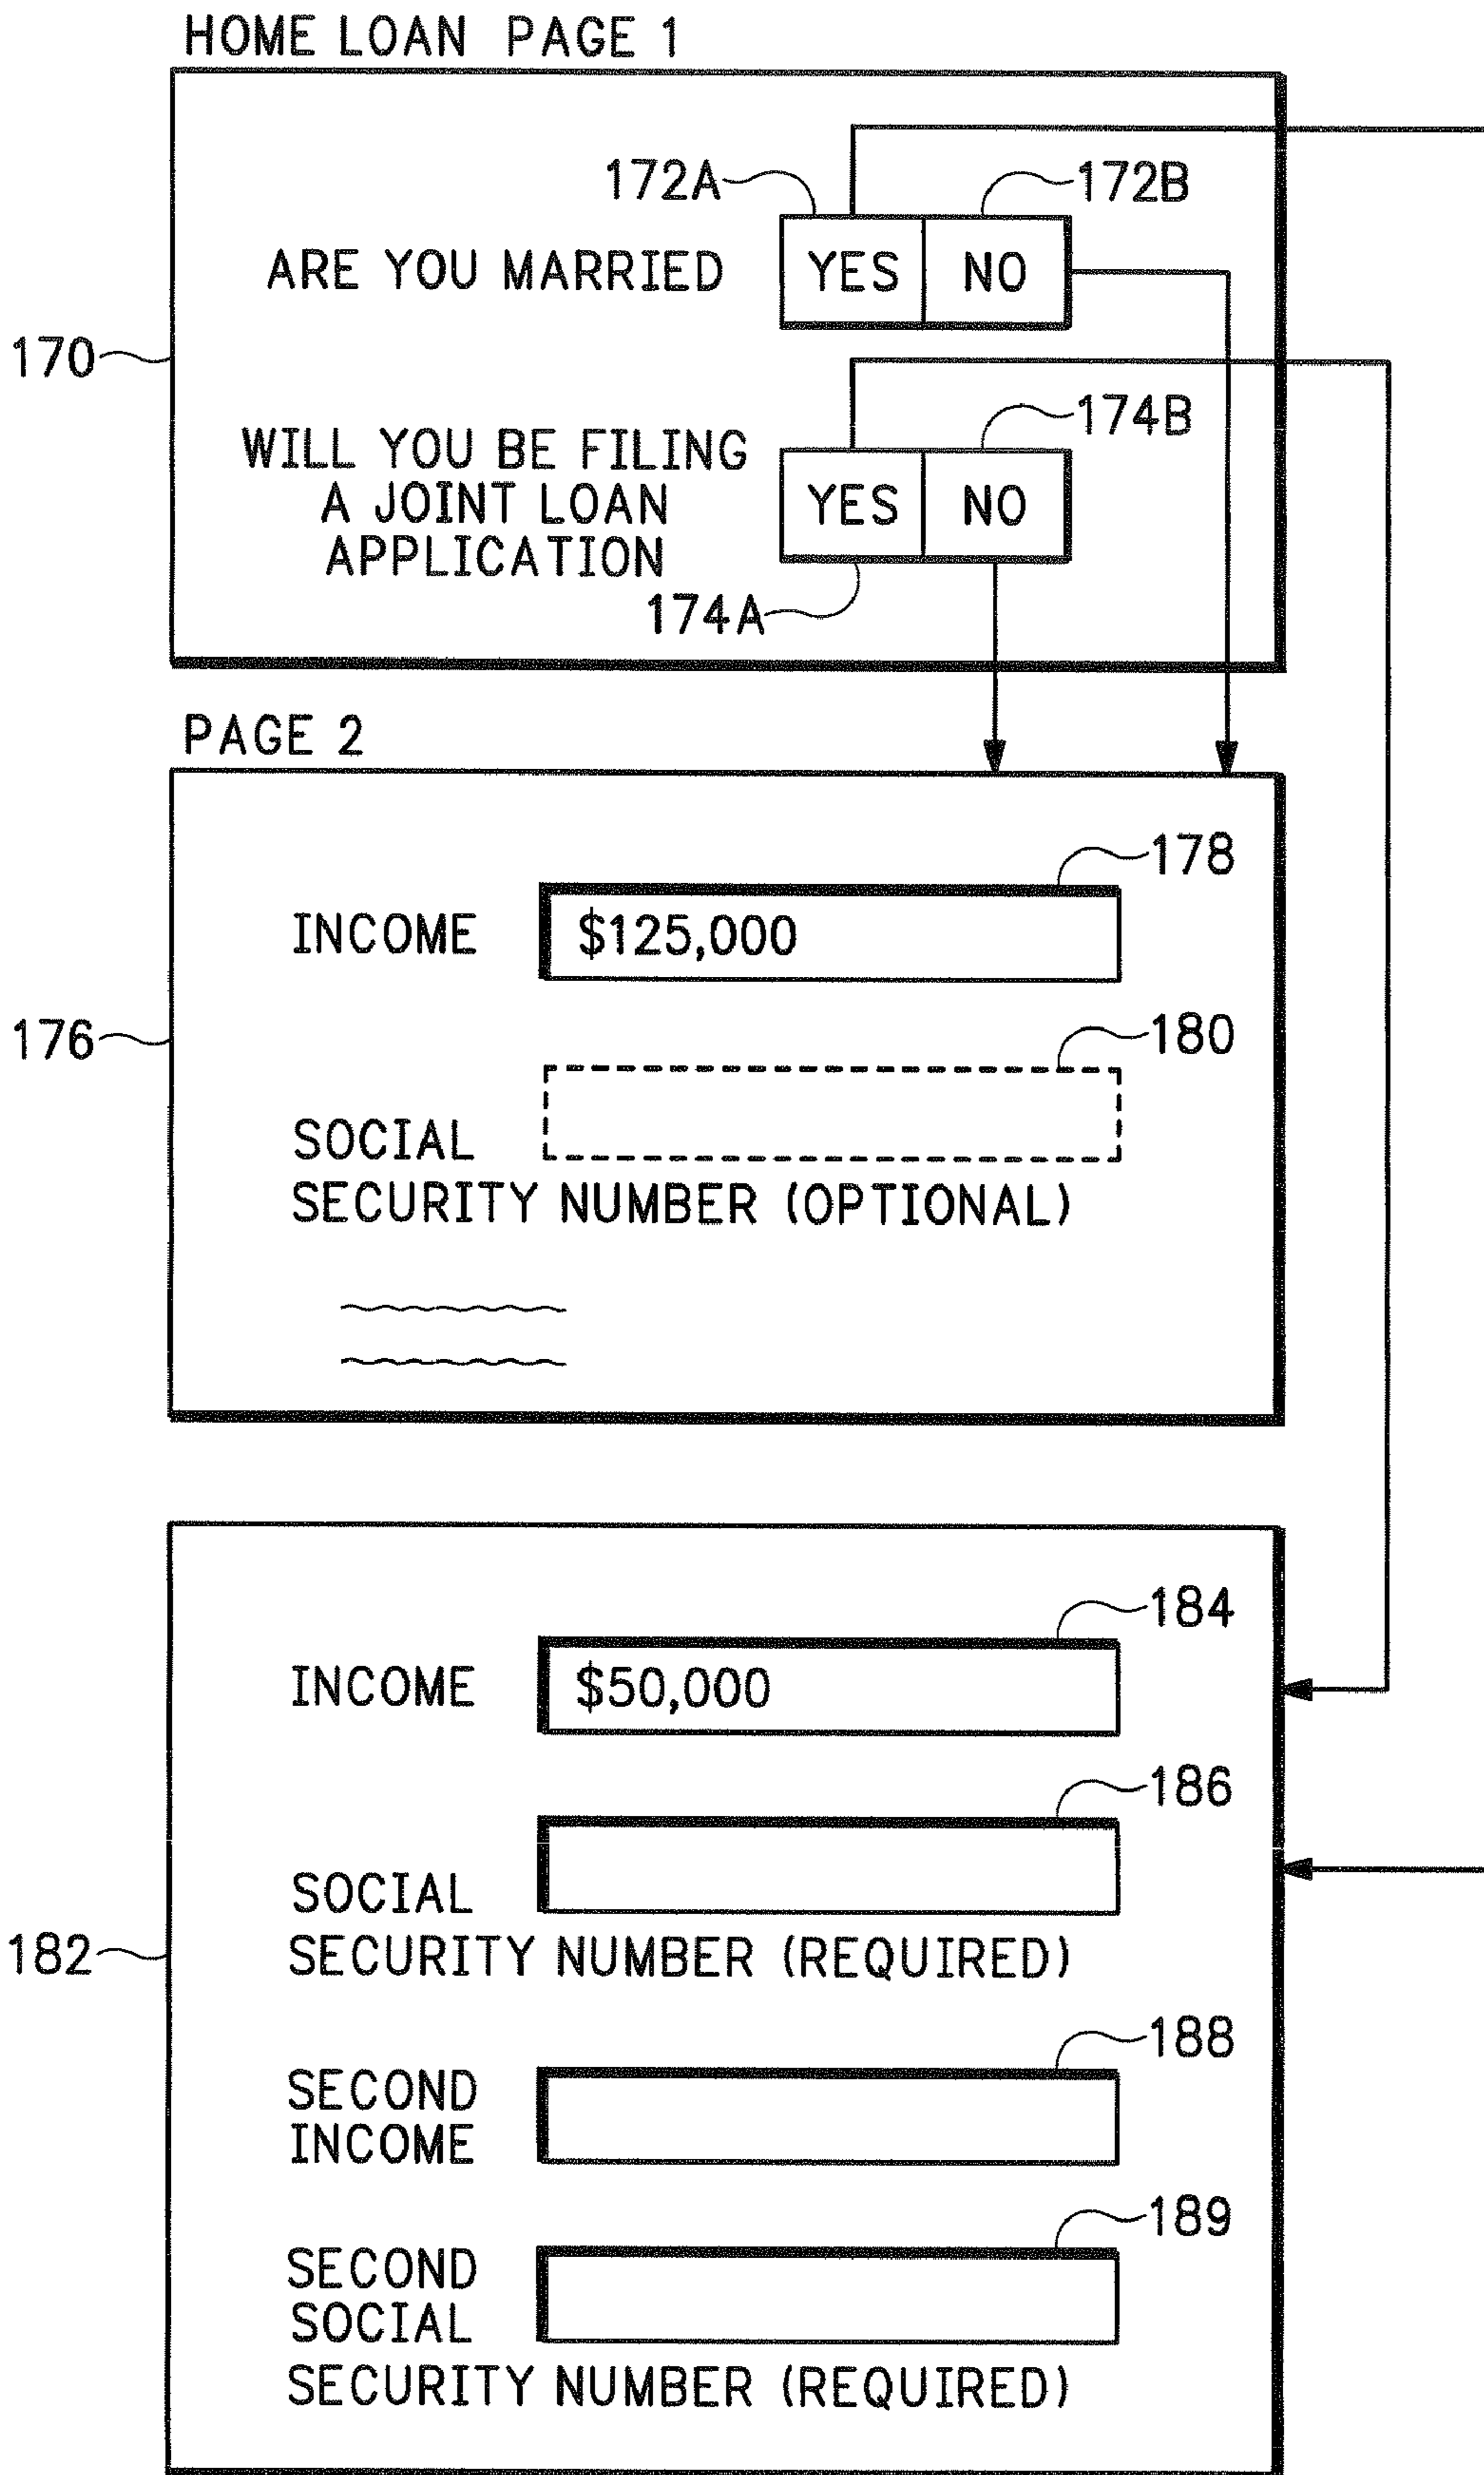 HOME LOAN PAGE 1
172A
172B
ARE YOU MARRIED
YES
NO
170
174B
WILL YOU BE FILING
A JOINT LOAN
APPLICATION
YES
NO
174A
PAGE 2
178
INCOME
$125,000
176
180
SOCIAL
SECURITY NUMBER (OPTIONAL)
184
INCOME
$50,000
186
SOCIAL
SECURITY NUMBER (REQUIRED)
182
188
SECOND
INCOME
189
SECOND
SOCIAL
SECURITY NUMBER (REQUIRED)